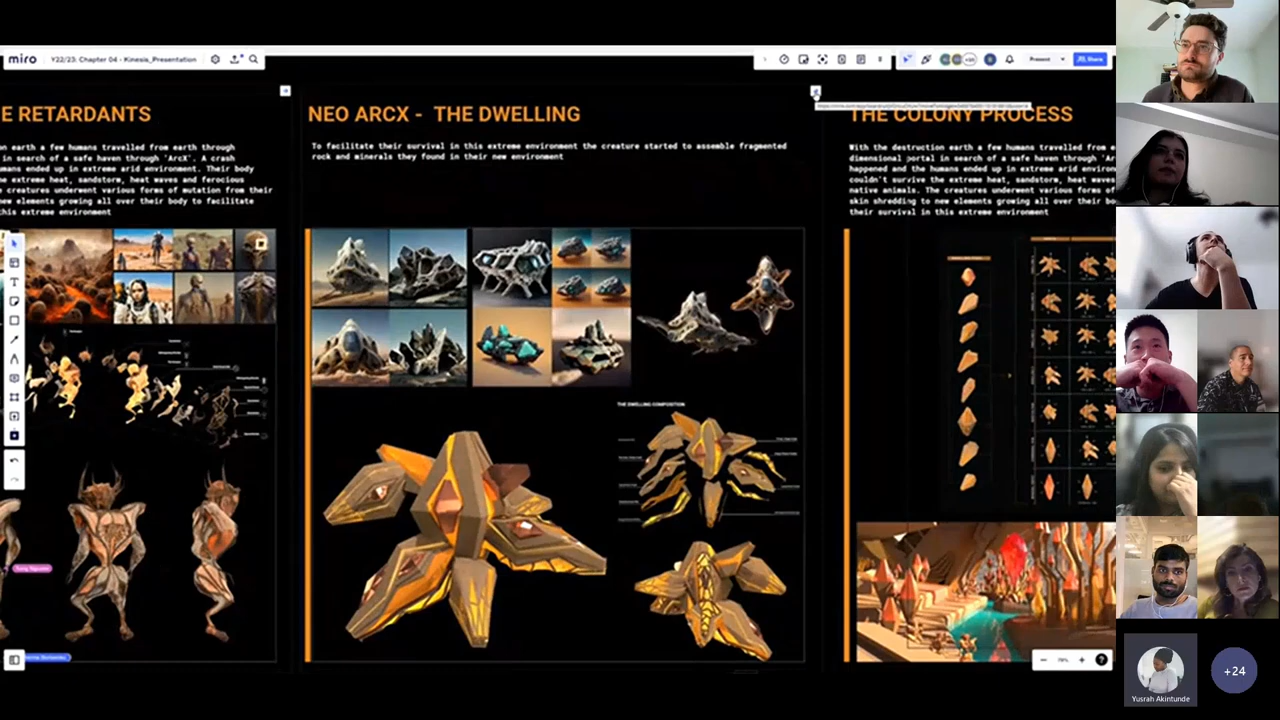 miro
Y22/23: Chapter 04 - Kinesis_Presentation
Present
Share
E RETARDANTS
on earth a few humans travelled from earth through
in search of a safe haven through 'ArcX'. A crash
umans ended up in extreme arid environment. Their body
e extreme heat, sandstorm, heat waves and ferocious
creatures underwent various forms of mutation from their
new elements growing all over their body to facilitate
this extreme environment
NEO ARCX - THE DWELLING
To facilitate their survival in this extreme environment the creature started to assemble fragmented
rock and minerals they found in their new environment
THE DWELLING COMPOSITION
THE COLONY PROCESS
With the destruction earth a few humans travelled from e
dimensional portal in search of a safe haven through 'Ar
happened and the humans ended up in extreme arid environ
couldn't survive the extreme heat, sandstorm, heat waves
native animals. The creatures underwent various forms of
skin shredding to new elements growing all over their bo
their survival in this extreme environment
Yusrah Akintunde
+24